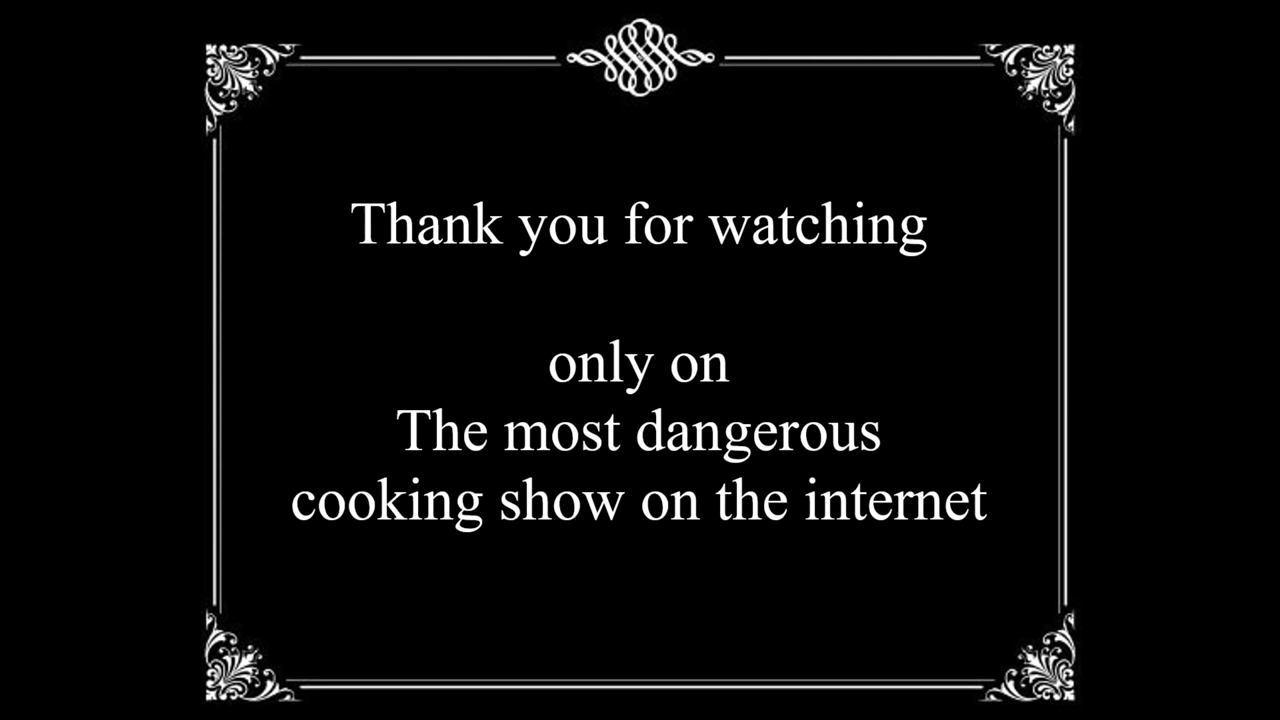 Thank you for watching
only on
The most dangerous
cooking show on the internet